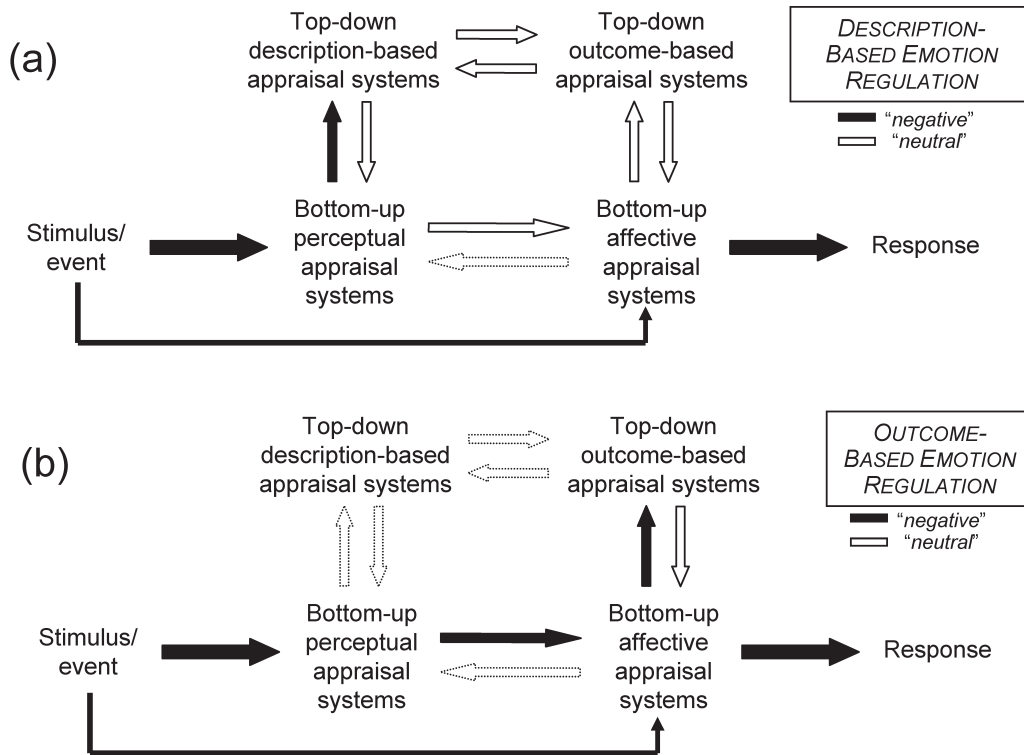 (a)
Top-down
description-based
appraisal systems
Top-down
outcome-based
appraisal systems
DESCRIPTION-
BASED EMOTION
REGULATION
"negative"
"neutral"
Stimulus/
event
Bottom-up
perceptual
appraisal
systems
Bottom-up
affective
appraisal
systems
Response
(b)
Top-down
description-based
appraisal systems
Top-down
outcome-based
appraisal systems
OUTCOME-
BASED EMOTION
REGULATION
"negative"
"neutral"
Stimulus/
event
Bottom-up
perceptual
appraisal
systems
Bottom-up
affective
appraisal
systems
Response